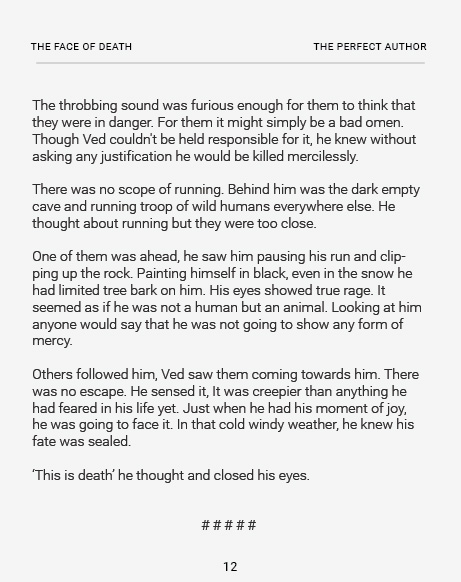 THE FACE OF DEATH THE PERFECT AUTHOR
The throbbing sound was furious enough for them to think that
they were in danger. For them it might simply be a bad omen.
Though Ved couldn't be held responsible for it, he knew without
asking any justification he would be killed mercilessly.
There was no scope of running. Behind him was the dark empty
cave and running troop of wild humans everywhere else. He
thought about running but they were too close.
One of them was ahead, he saw him pausing his run and clip-
ping up the rock. Painting himself in black, even in the snow he
had limited tree bark on him. His eyes showed true rage. It
seemed as if he was not a human but an animal. Looking at him
anyone would say that he was not going to show any form of
mercy.
Others followed him, Ved saw them coming towards him. There
was no escape. He sensed it, It was creepier than anything he
had feared in his life yet. Just when he had his moment of joy,
he was going to face it. In that cold windy weather, he knew his
fate was sealed.
‘This is death’ he thought and closed his eyes.
# # # # #
12